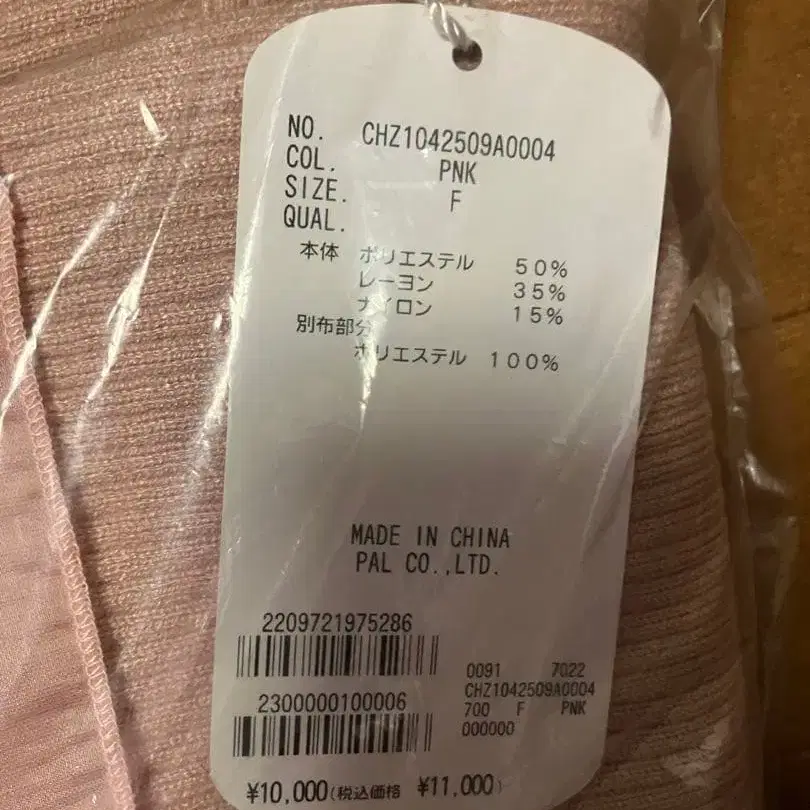 NO. CHZ1042509A0004
COL. PNK
SIZE. F
QUAL.
本体 ポリエステル 50%
レーヨン 35%
ナイロン 15%
別布部分
ポリエステル 100%
MADE IN CHINA
PAL CO.,LTD.
2209721975286
2300000100006
0091 7022
CHZ1042509A0004
700 F PNK
000000
¥10,000(税込価格 ¥11,000)